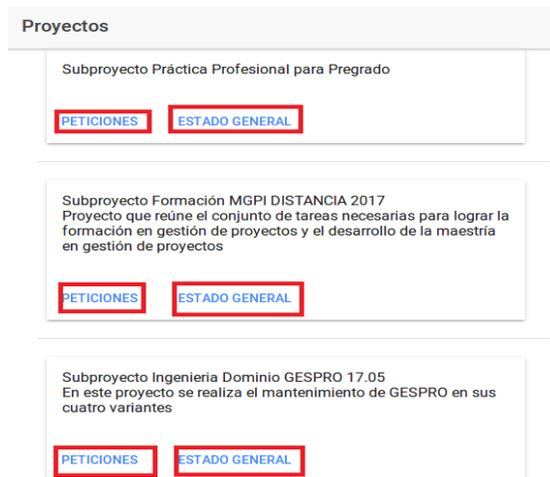 Proyectos
Subproyecto Práctica Profesional para Pregrado
PETICIONES ESTADO GENERAL
Subproyecto Formación MGPI DISTANCIA 2017
Proyecto que reúne el conjunto de tareas necesarias para lograr la
formación en gestión de proyectos y el desarrollo de la maestría
en gestión de proyectos
PETICIONES ESTADO GENERAL
Subproyecto Ingenieria Dominio GESPRO 17.05
En este proyecto se realiza el mantenimiento de GESPRO en sus
cuatro variantes
PETICIONES ESTADO GENERAL